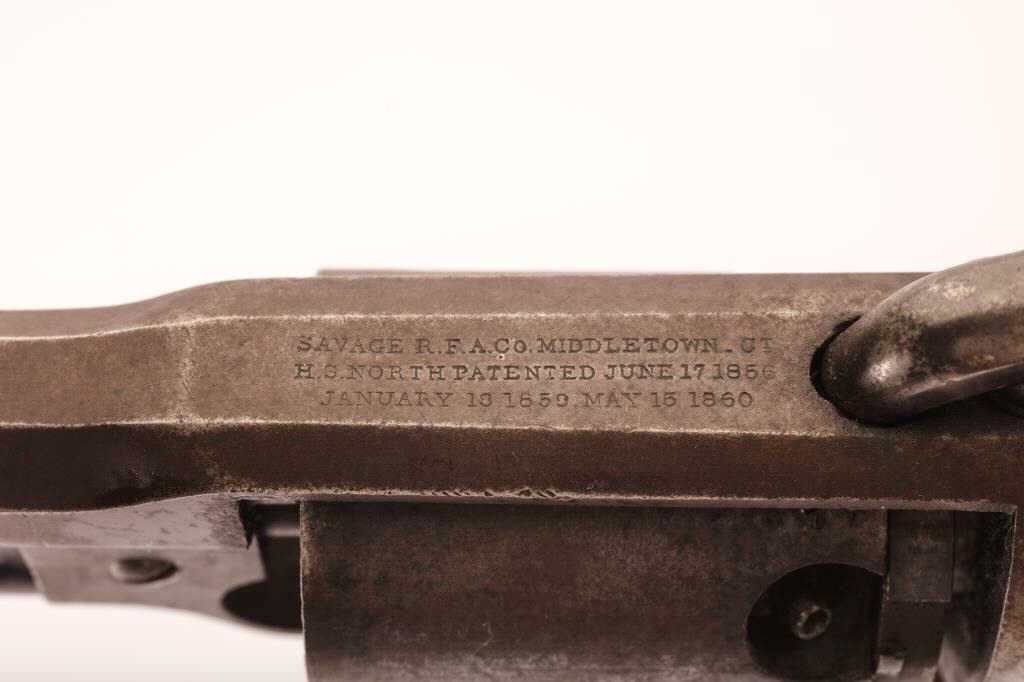 SAVAGE R.F.A.CO. MIDDLETOWN. CT
H.S. NORTH PATENTED JUNE 17 1856
JANUARY 18 1859 MAY 15 1860